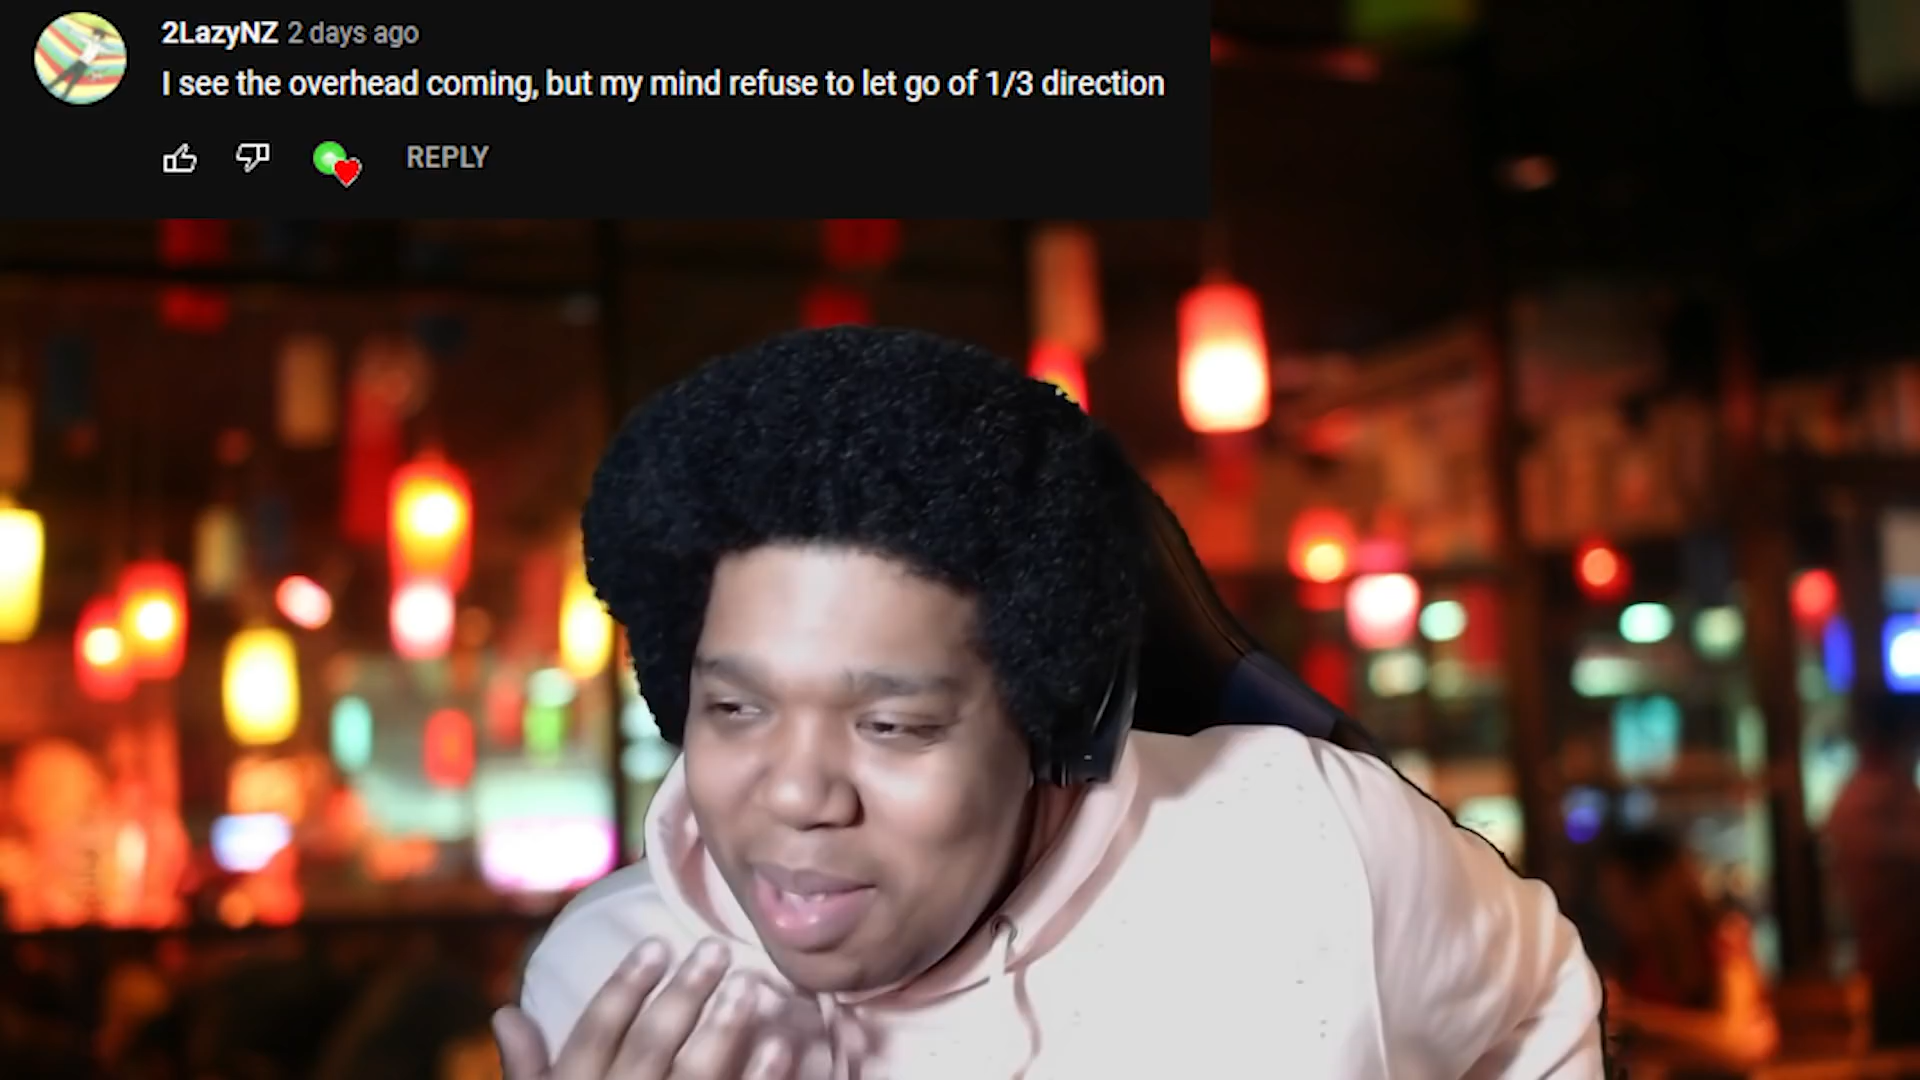 2LazyNZ 2 days ago
I see the overhead coming, but my mind refuse to let go of 1/3 direction
REPLY